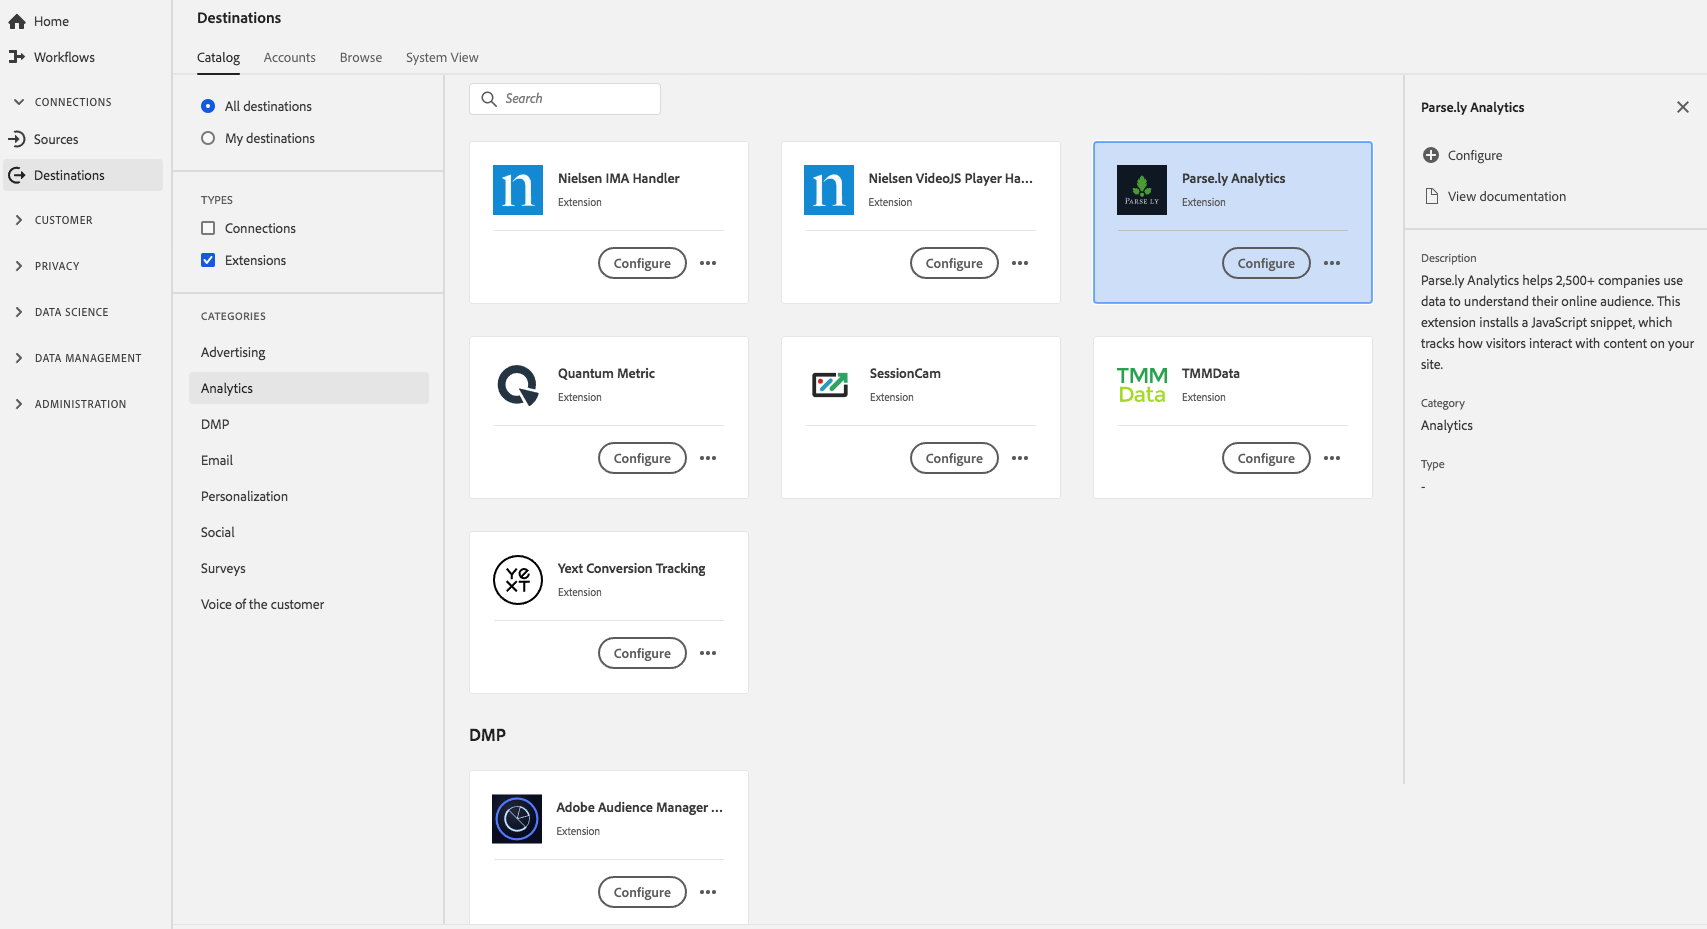 Home
Workflows
CONNECTIONS
Sources
Destinations
CUSTOMER
PRIVACY
DATA SCIENCE
DATA MANAGEMENT
ADMINISTRATION
Destinations
Catalog Accounts Browse System View
All destinations
My destinations
TYPES
Connections
Extensions
CATEGORIES
Advertising
Analytics
DMP
Email
Personalization
Social
Surveys
Voice of the customer
Search
n
Nielsen IMA Handler
Extension
Configure
n
Nielsen VideoJS Player Ha...
Extension
Configure
PARSE.LY
Parse.ly Analytics
Extension
Configure
Quantum Metric
Extension
Configure
SessionCam
Extension
Configure
TMM
Data
TMMData
Extension
Configure
YE
XT
Yext Conversion Tracking
Extension
Configure
DMP
Adobe Audience Manager ...
Extension
Configure
Parse.ly Analytics
Configure
View documentation
Description
Parse.ly Analytics helps 2,500+ companies use
data to understand their online audience. This
extension installs a JavaScript snippet, which
tracks how visitors interact with content on your
site.
Category
Analytics
Type
-